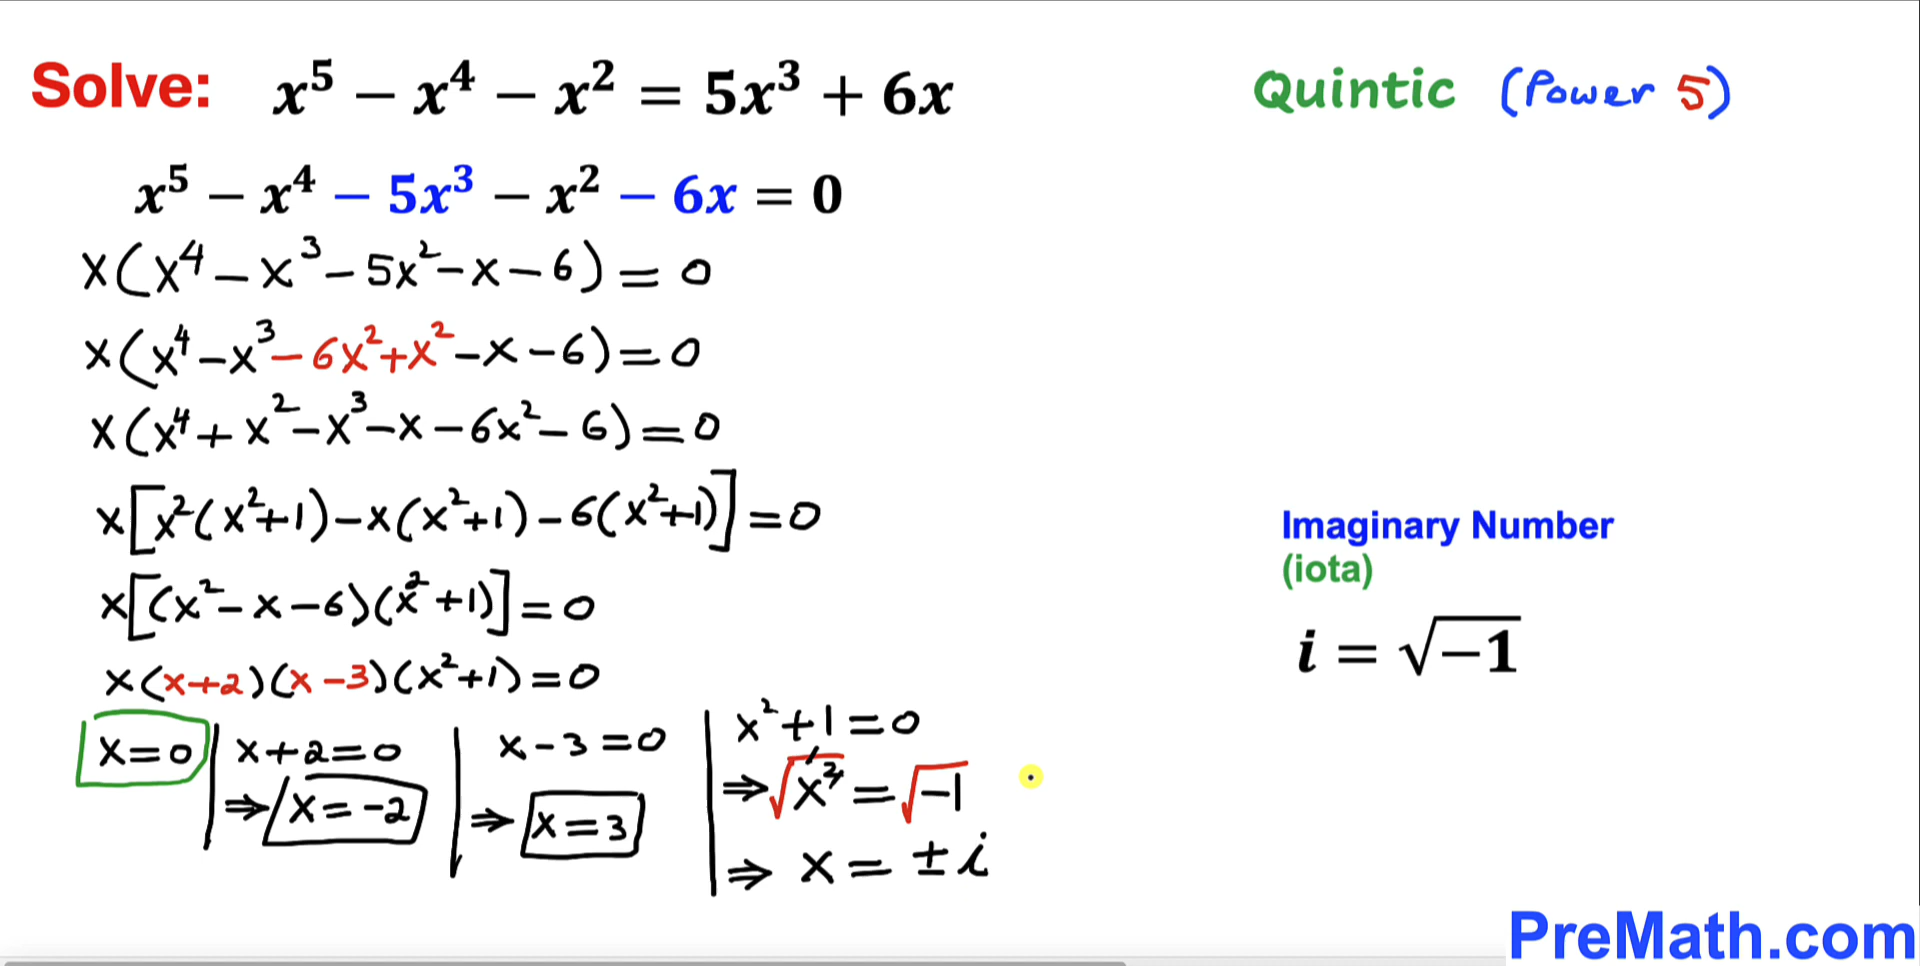 Solve: x⁵ − x⁴ − x² = 5x³ + 6x
Quintic (Power 5)
x⁵ − x⁴ − 5x³ − x² − 6x = 0
x(x⁴ − x³ − 5x² − x − 6) = 0
x(x⁴ − x³ − 6x² + x² − x − 6) = 0
x(x⁴ + x² − x³ − x − 6x² − 6) = 0
x[x²(x²+1) − x(x²+1) − 6(x²+1)] = 0
x[(x² − x − 6)(x² + 1)] = 0
x(x+2)(x−3)(x²+1) = 0
x = 0
x + 2 = 0
⇒ x = −2
x − 3 = 0
⇒ x = 3
x² + 1 = 0
⇒ √x² = √−1
⇒ x = ± i
Imaginary Number
(iota)
i = √−1
PreMath.com